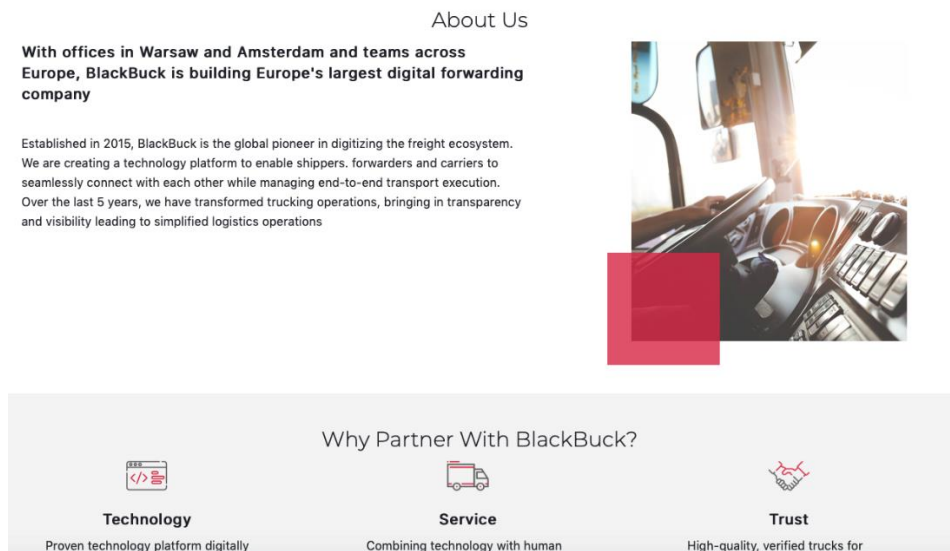 About Us
With offices in Warsaw and Amsterdam and teams across
Europe, BlackBuck is building Europe's largest digital forwarding
company
Established in 2015, BlackBuck is the global pioneer in digitizing the freight ecosystem.
We are creating a technology platform to enable shippers. forwarders and carriers to
seamlessly connect with each other while managing end-to-end transport execution.
Over the last 5 years, we have transformed trucking operations, bringing in transparency
and visibility leading to simplified logistics operations
Why Partner With BlackBuck?
Technology
Service
Trust
Proven technology platform digitally
Combining technology with human
High-quality, verified trucks for